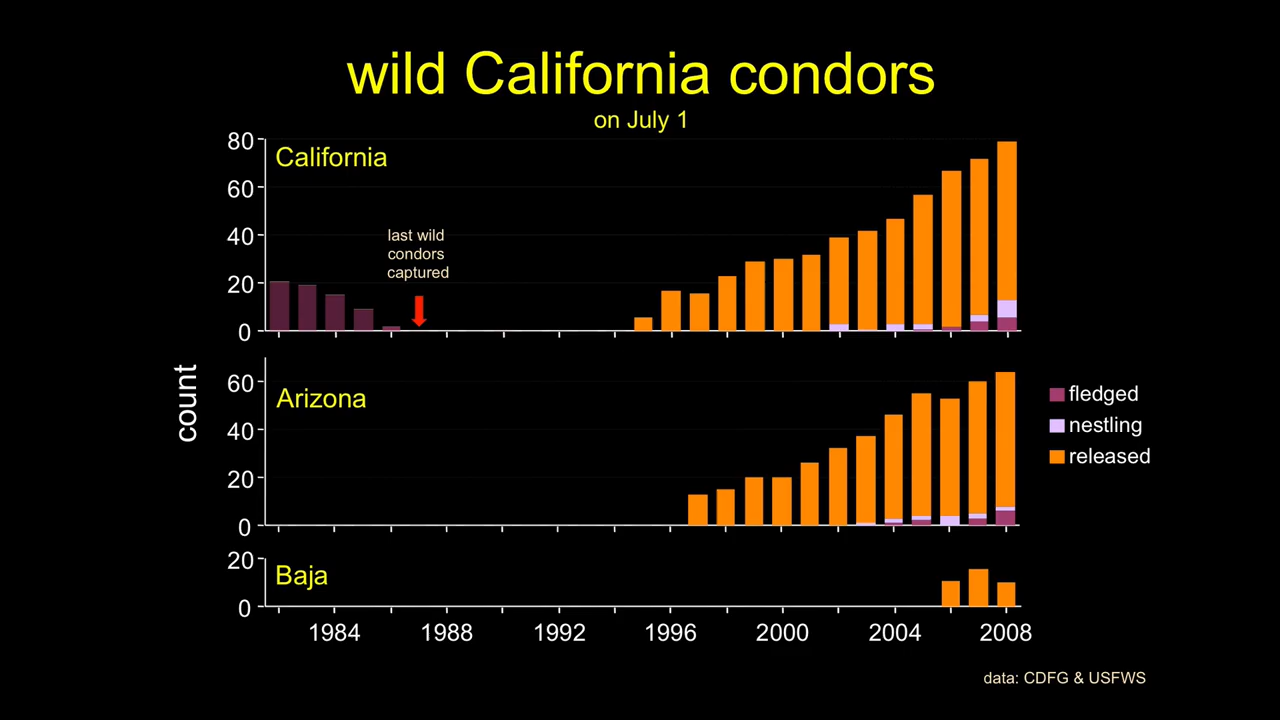 wild California condors
on July 1
80
California
60
40
last wild
condors
captured
20
0
count
60
Arizona
40
20
0
fledged
nestling
released
20
Baja
0
1984 1988 1992 1996 2000 2004 2008
data: CDFG & USFWS